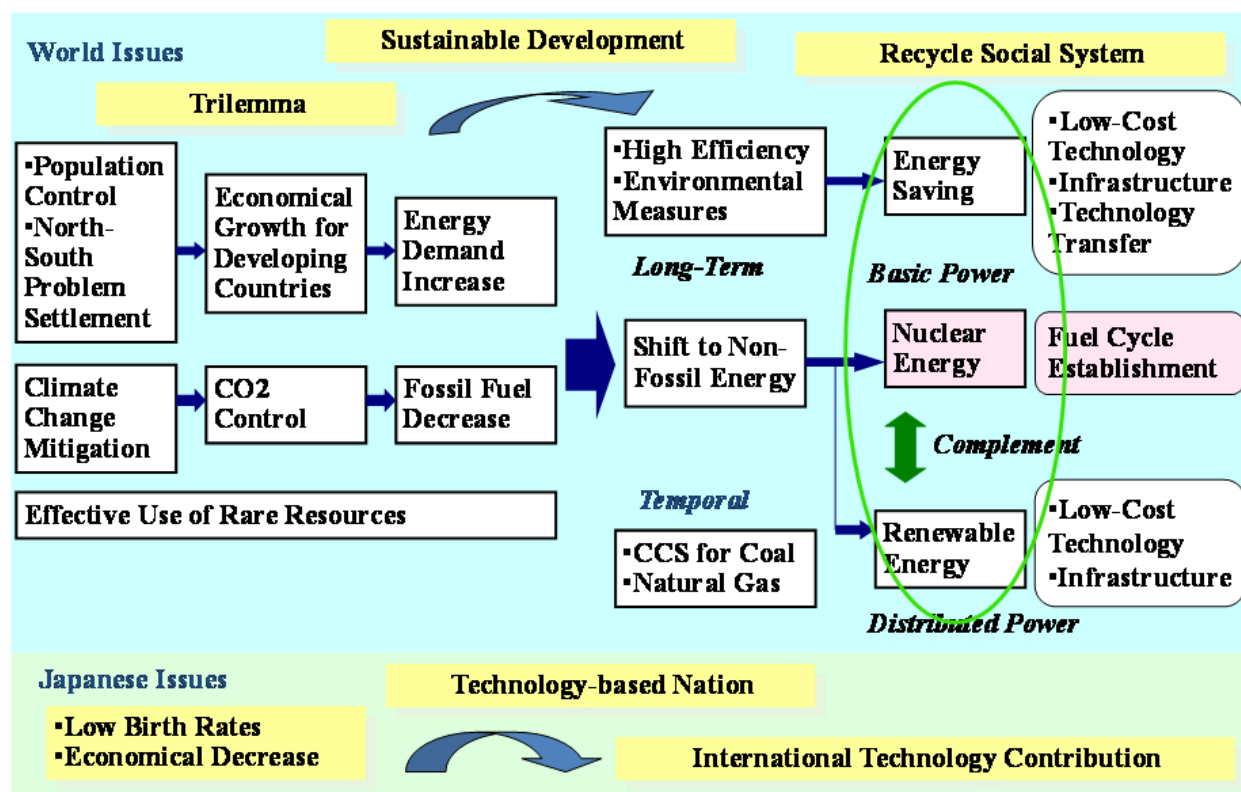 World Issues
Sustainable Development
Recycle Social System
Trilemma
▪Population
Control
▪North-
South
Problem
Settlement
Economical
Growth for
Developing
Countries
Energy
Demand
Increase
▪High Efficiency
▪Environmental
Measures
Energy
Saving
▪Low-Cost
Technology
▪Infrastructure
▪Technology
Transfer
Long-Term
Basic Power
Climate
Change
Mitigation
CO2
Control
Fossil Fuel
Decrease
Shift to Non-
Fossil Energy
Nuclear
Energy
Fuel Cycle
Establishment
Complement
Effective Use of Rare Resources
Temporal
▪CCS for Coal
▪Natural Gas
Renewable
Energy
▪Low-Cost
Technology
▪Infrastructure
Distributed Power
Japanese Issues
Technology-based Nation
▪Low Birth Rates
▪Economical Decrease
International Technology Contribution